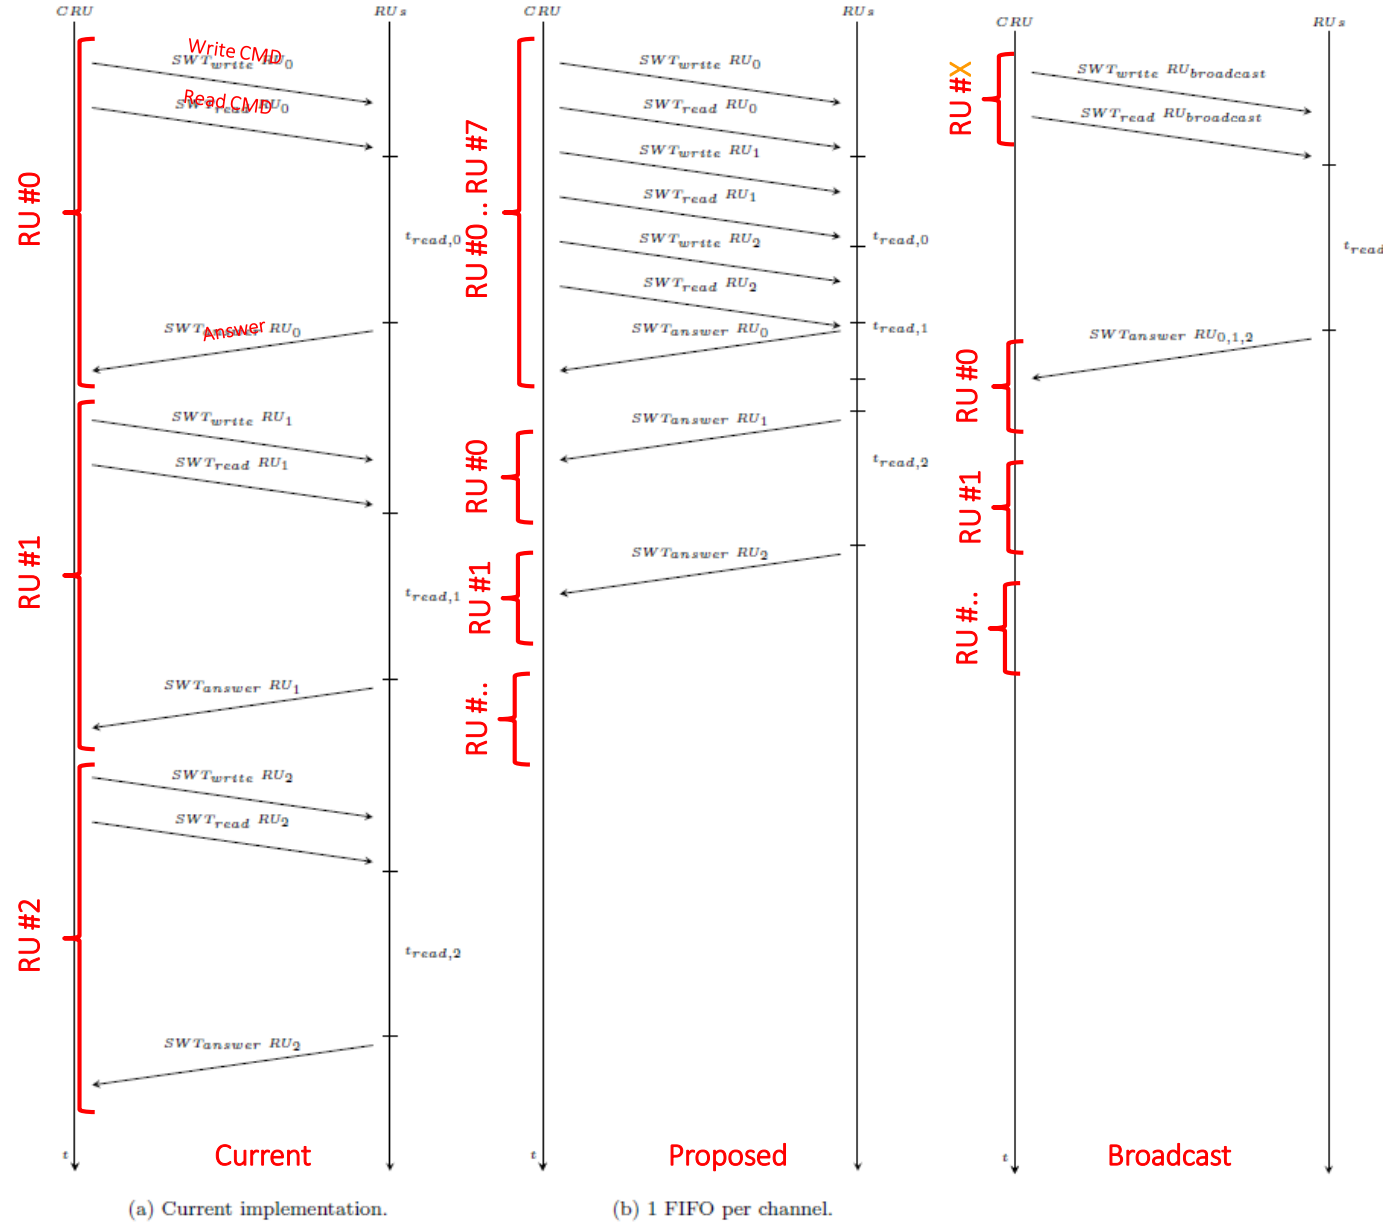 CRU RUs
Write CMD
SWTwrite RU0
Read CMD
SWTread RU0
RU #0
tread,0
SWTanswer RU0
Answer
SWTwrite RU1
SWTread RU1
RU #1
tread,1
SWTanswer RU1
SWTwrite RU2
SWTread RU2
RU #2
tread,2
SWTanswer RU2
t
Current
(a) Current implementation.
CRU RUs
SWTwrite RU0
SWTread RU0
SWTwrite RU1
SWTread RU1
RU #0 .. RU #7
SWTwrite RU2
tread,0
SWTread RU2
SWTanswer RU0
tread,1
SWTanswer RU1
RU #0
tread,2
SWTanswer RU2
RU #1
RU #..
t
Proposed
(b) 1 FIFO per channel.
CRU RUs
RU #X
SWTwrite RUbroadcast
SWTread RUbroadcast
tread
SWTanswer RU0,1,2
RU #0
RU #1
RU #..
t
Broadcast